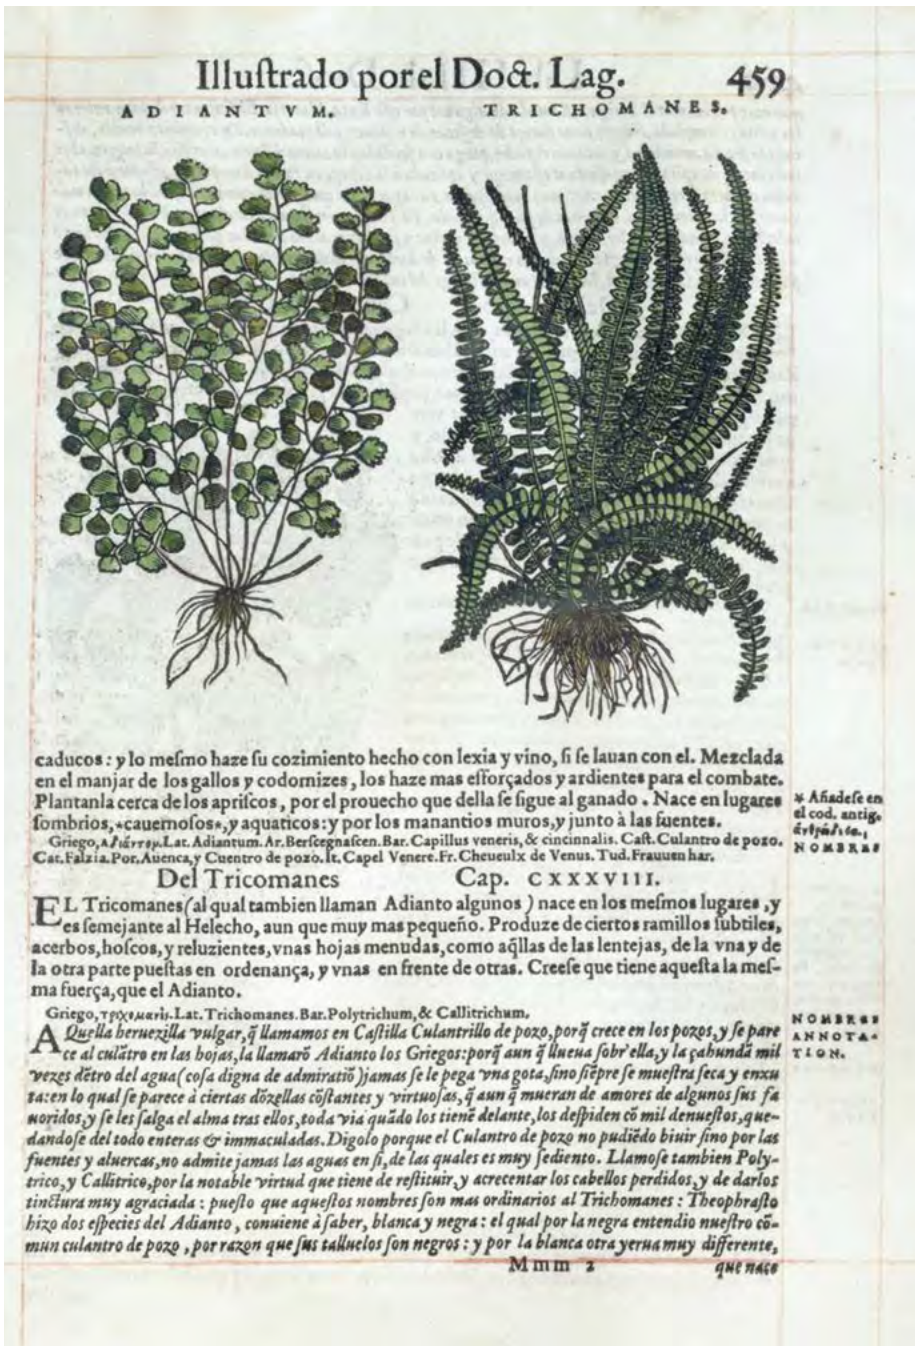 Illuſtrado por el Doct. Lag. 459
ADIANTVM. TRICHOMANES.
caducos : y lo meſmo haze ſu cozimiento hecho con lexia y vino, ſi ſe lauan con el. Mezclada
en el manjar de los gallos y codornizes, los haze mas eſforçados y ardientes para el combate.
Plantanla cerca de los apriſcos, por el prouecho que della ſe ſigue al ganado. Nace en lugares
ſombrios, *cauernoſos*, y aquaticos: y por los manantios muros, y junto à las fuentes.
* Añadeſe en
el cod. antig.
Griego, Lat. Adiantum. Ar. Berſcegnaſcen. Bar. Capillus veneris, & cincinnalis. Caſt. Culantro de pozo.
Cat. Falzia. Por. Auenca, y Cuentro de pozo. It. Capel Venere. Fr. Cheueulx de Venus. Tud. Frauuen har.
NOMBRES
Del Tricomanes Cap. CXXXVIII.
EL Tricomanes (al qual tambien llaman Adianto algunos) nace en los meſmos lugares, y
es ſemejante al Helecho, aun que muy mas pequeño. Produze de ciertos ramillos ſubtiles,
acerbos, hoſcos, y reluzientes, vnas hojas menudas, como aq̃llas de las lentejas, de la vna y de
la otra parte pueſtas en ordenança, y vnas en frente de otras. Creeſe que tiene aqueſta la meſ-
ma fuerça, que el Adianto.
Griego, Lat. Trichomanes. Bar. Polytrichum, & Callitrichum.
NOMBRES
ANNOTA-
TION.
AQuella heruezilla vulgar, q̃ llamamos en Caſtilla Culantrillo de pozo, porq̃ crece en los pozos, y ſe pare
ce al culãtro en las hojas, la llamarõ Adianto los Griegos: porq̃ aun q̃ llueua ſobr'ella, y la çahundã mil
vezes dẽtro del agua (coſa digna de admiratiõ) jamas ſe le pega vna gota, ſino ſiẽpre ſe mueſtra ſeca y enxu
ta: en lo qual ſe parece à ciertas dõzellas cõſtantes y virtuoſas, q̃ aun q̃ mueran de amores de algunos ſus fa
uoridos, y ſe les ſalga el alma tras ellos, toda via quãdo los tienẽ delante, los deſpiden cõ mil denueſtos, que-
dandoſe del todo enteras & immaculadas. Digolo porque el Culantro de pozo no pudiẽdo biuir ſino por las
fuentes y aluercas, no admite jamas las aguas en ſi, de las quales es muy ſediento. Llamoſe tambien Poly-
trico, y Callitrico, por la notable virtud que tiene de reſtituir, y acrecentar los cabellos perdidos, y de darlos
tinctura muy agraciada : pueſto que aqueſtos nombres ſon mas ordinarios al Trichomanes : Theophraſto
hizo dos eſpecies del Adianto, conuiene à ſaber, blanca y negra : el qual por la negra entendio nueſtro cõ-
mun culantro de pozo, por razon que ſus talluelos ſon negros : y por la blanca otra yerua muy differente,
Mmm 2 que nace